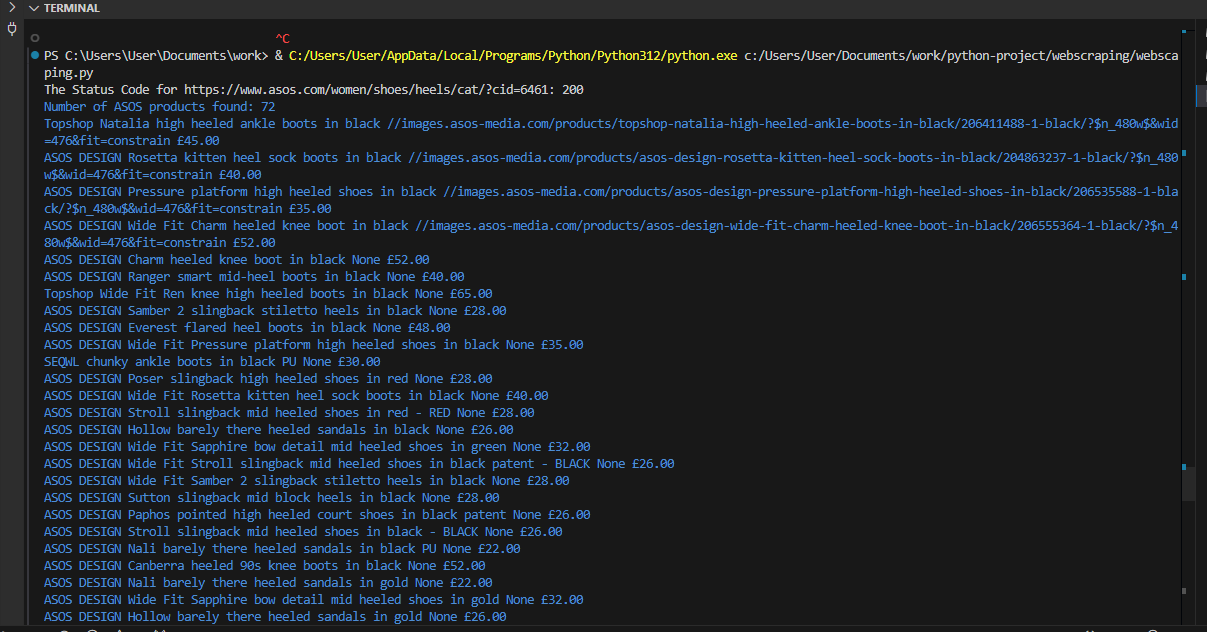 TERMINAL
^C
PS C:\Users\User\Documents\work> & C:/Users/User/AppData/Local/Programs/Python/Python312/python.exe c:/Users/User/Documents/work/python-project/webscraping/websca
ping.py
The Status Code for https://www.asos.com/women/shoes/heels/cat/?cid=6461: 200
Number of ASOS products found: 72
Topshop Natalia high heeled ankle boots in black //images.asos-media.com/products/topshop-natalia-high-heeled-ankle-boots-in-black/206411488-1-black/?$n_480w$&wid
=476&fit=constrain £45.00
ASOS DESIGN Rosetta kitten heel sock boots in black //images.asos-media.com/products/asos-design-rosetta-kitten-heel-sock-boots-in-black/204863237-1-black/?$n_480
w$&wid=476&fit=constrain £40.00
ASOS DESIGN Pressure platform high heeled shoes in black //images.asos-media.com/products/asos-design-pressure-platform-high-heeled-shoes-in-black/206535588-1-bla
ck/?$n_480w$&wid=476&fit=constrain £35.00
ASOS DESIGN Wide Fit Charm heeled knee boot in black //images.asos-media.com/products/asos-design-wide-fit-charm-heeled-knee-boot-in-black/206555364-1-black/?$n_4
80w$&wid=476&fit=constrain £52.00
ASOS DESIGN Charm heeled knee boot in black None £52.00
ASOS DESIGN Ranger smart mid-heel boots in black None £40.00
Topshop Wide Fit Ren knee high heeled boots in black None £65.00
ASOS DESIGN Samber 2 slingback stiletto heels in black None £28.00
ASOS DESIGN Everest flared heel boots in black None £48.00
ASOS DESIGN Wide Fit Pressure platform high heeled shoes in black None £35.00
SEQWL chunky ankle boots in black PU None £30.00
ASOS DESIGN Poser slingback high heeled shoes in red None £28.00
ASOS DESIGN Wide Fit Rosetta kitten heel sock boots in black None £40.00
ASOS DESIGN Stroll slingback mid heeled shoes in red - RED None £28.00
ASOS DESIGN Hollow barely there heeled sandals in black None £26.00
ASOS DESIGN Wide Fit Sapphire bow detail mid heeled shoes in green None £32.00
ASOS DESIGN Wide Fit Stroll slingback mid heeled shoes in black patent - BLACK None £26.00
ASOS DESIGN Wide Fit Samber 2 slingback stiletto heels in black None £28.00
ASOS DESIGN Sutton slingback mid block heels in black None £28.00
ASOS DESIGN Paphos pointed high heeled court shoes in black patent None £26.00
ASOS DESIGN Stroll slingback mid heeled shoes in black - BLACK None £26.00
ASOS DESIGN Nali barely there heeled sandals in black PU None £22.00
ASOS DESIGN Canberra heeled 90s knee boots in black None £52.00
ASOS DESIGN Nali barely there heeled sandals in gold None £22.00
ASOS DESIGN Wide Fit Sapphire bow detail mid heeled shoes in gold None £32.00
ASOS DESIGN Hollow barely there heeled sandals in gold None £26.00